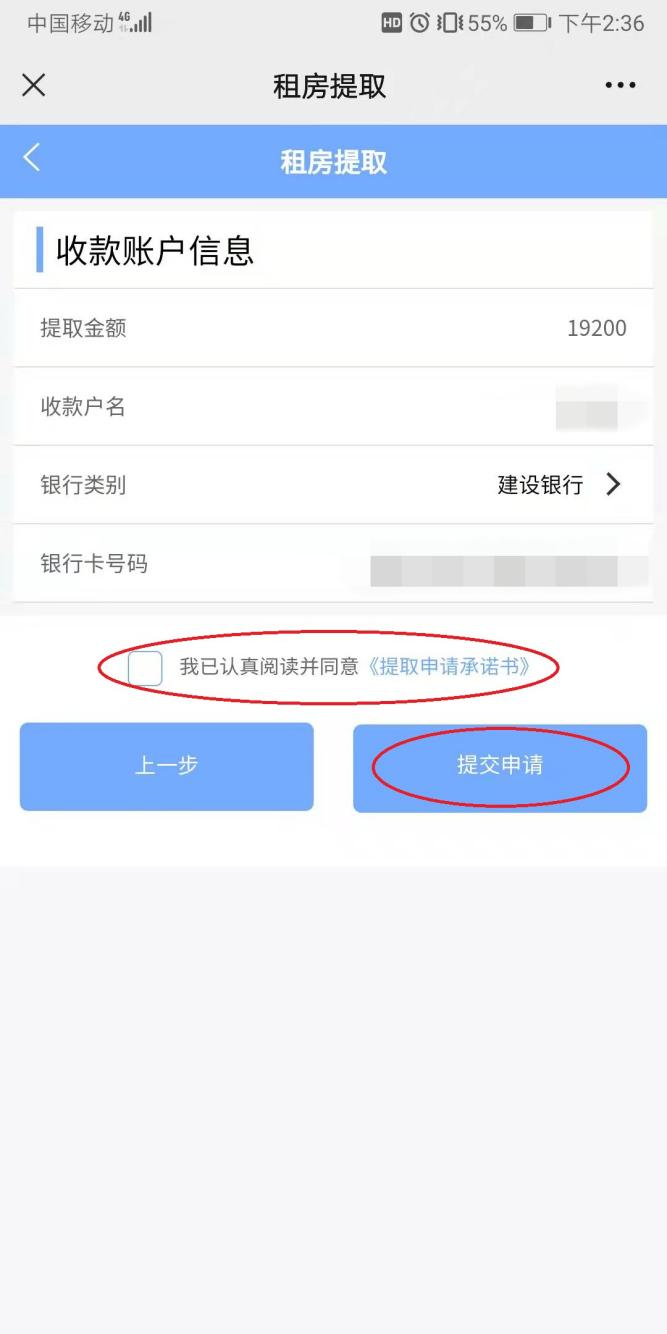 中国移动 4G HD 55% 下午2:36
租房提取
租房提取
收款账户信息
提取金额 19200
收款户名
银行类别 建设银行
银行卡号码
我已认真阅读并同意《提取申请承诺书》
上一步 提交申请